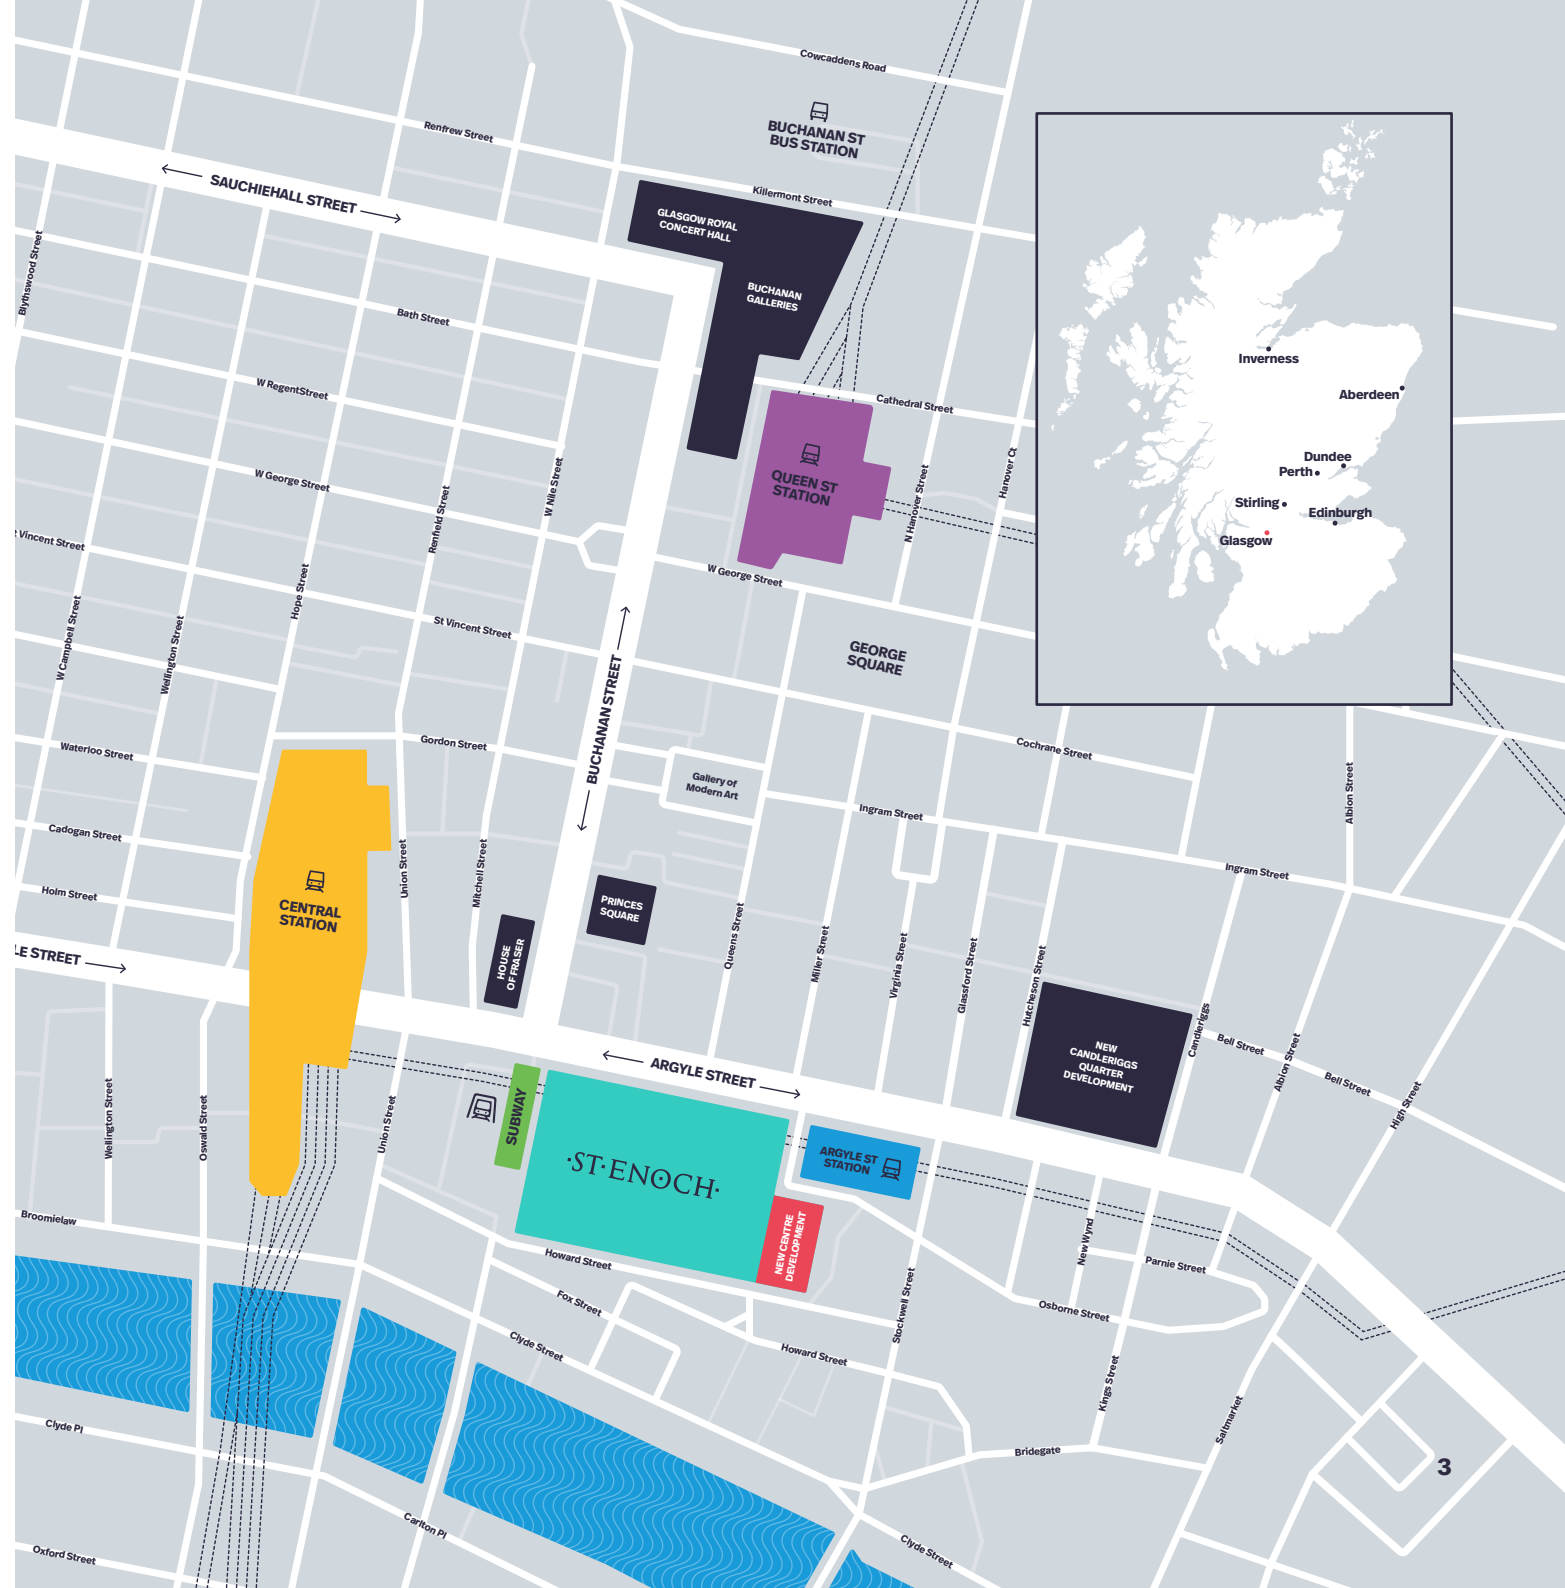 Cowcaddens Road
BUCHANAN ST
BUS STATION
Renfrew Street
Killermont Street
SAUCHIEHALL STREET
GLASGOW ROYAL
CONCERT HALL
BUCHANAN
GALLERIES
Blythswood Street
Bath Street
W RegentStreet
Cathedral Street
W George Street
W Nile Street
Renfield Street
QUEEN ST
STATION
N Hanover Street
Hanover Ct
t Vincent Street
W George Street
Hope Street
St Vincent Street
W Campbell Street
Wellington Street
BUCHANAN STREET
GEORGE
SQUARE
Inverness
Aberdeen
Dundee
Perth
Stirling
Edinburgh
Glasgow
Waterloo Street
Gordon Street
Cochrane Street
Gallery of
Modern Art
Ingram Street
Albion Street
Cadogan Street
Union Street
Mitchell Street
Ingram Street
Holm Street
CENTRAL
STATION
PRINCES
SQUARE
HOUSE
OF FRASER
Queens Street
Miller Street
Virginia Street
Glassford Street
Hutcheson Street
LE STREET
NEW
CANDLERIGGS
QUARTER
DEVELOPMENT
Candleriggs
Bell Street
Albion Street
Bell Street
High Street
ARGYLE STREET
Wellington Street
Oswald Street
Union Street
SUBWAY
·ST·ENOCH·
ARGYLE ST
STATION
NEW CENTRE
DEVELOPMENT
Broomielaw
Howard Street
New Wynd
Parnie Street
Fox Street
Stockwell Street
Osborne Street
Clyde Street
Howard Street
Kings Street
Saltmarket
Clyde Pl
Bridegate
3
Carlton Pl
Clyde Street
Oxford Street